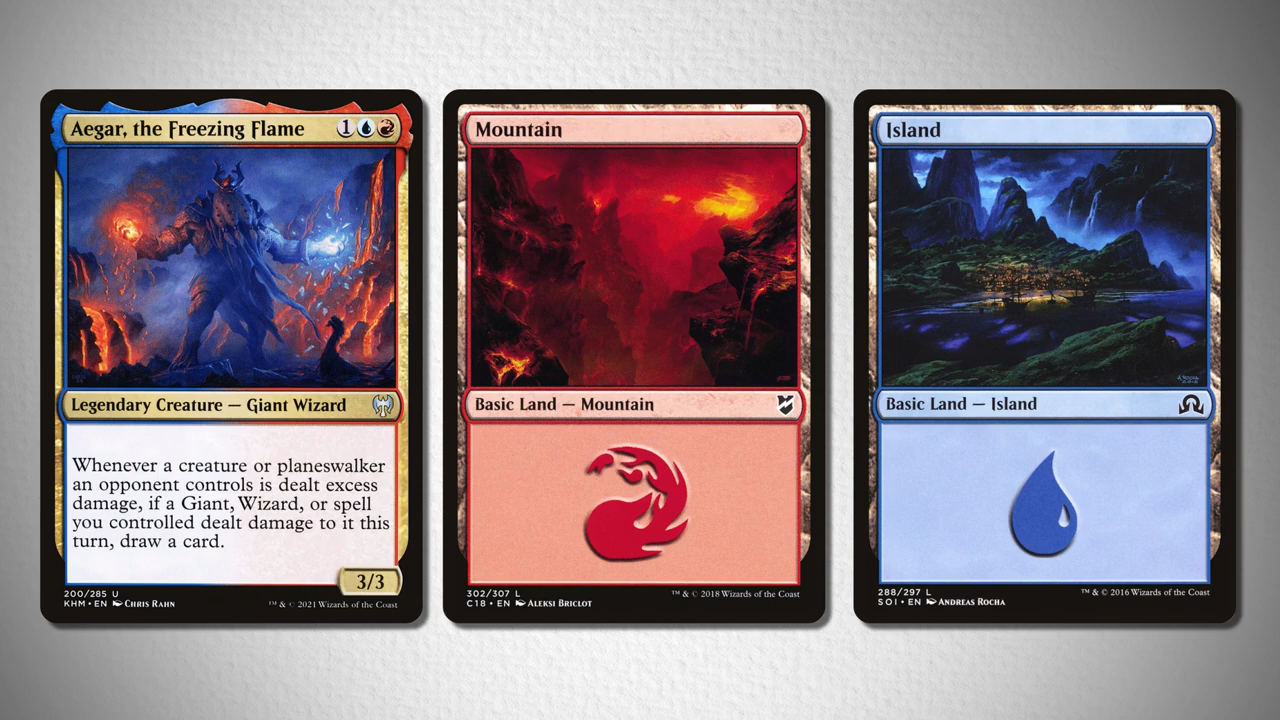 Aegar, the Freezing Flame 1
Legendary Creature — Giant Wizard
Whenever a creature or planeswalker
an opponent controls is dealt excess
damage, if a Giant, Wizard, or spell
you controlled dealt damage to it this
turn, draw a card.
3/3
200/285 U
KHM • EN Chris Rahn
™ & © 2021 Wizards of the Coast
Mountain
Basic Land — Mountain
302/307 L
C18 • EN Aleksi Briclot
™ & © 2018 Wizards of the Coast
Island
Basic Land — Island
288/297 L
SOI • EN Andreas Rocha
™ & © 2016 Wizards of the Coast